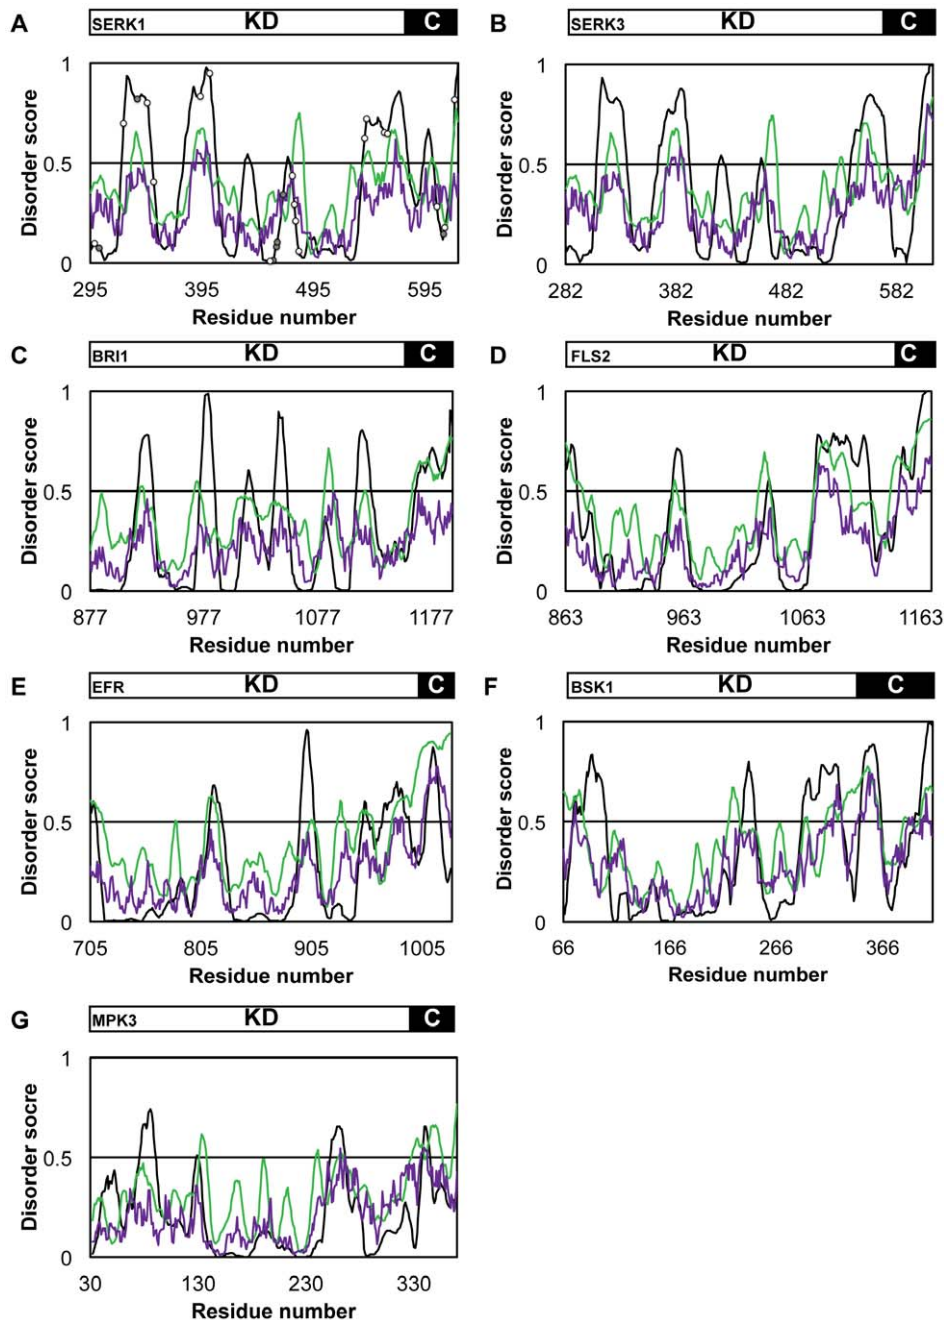 A
SERK1 KD C
Disorder score
1
0.5
0
295 395 495 595
Residue number
B
SERK3 KD C
Disorder score
1
0.5
0
282 382 482 582
Residue number
C
BRI1 KD C
Disorder score
1
0.5
0
877 977 1077 1177
Residue number
D
FLS2 KD C
Disorder score
1
0.5
0
863 963 1063 1163
Residue number
E
EFR KD C
Disorder socre
1
0.5
0
705 805 905 1005
Residue number
F
BSK1 KD C
Disorder score
1
0.5
0
66 166 266 366
Residue number
G
MPK3 KD C
Disorder socre
1
0.5
0
30 130 230 330
Residue number